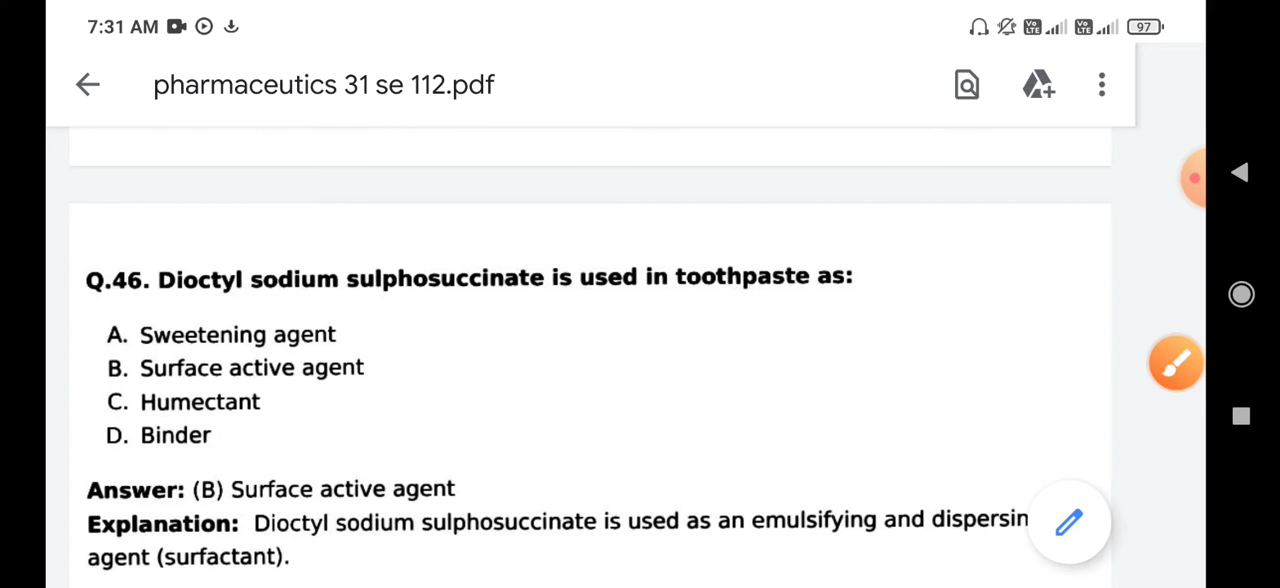 7:31 AM 97
pharmaceutics 31 se 112.pdf
Q.46. Dioctyl sodium sulphosuccinate is used in toothpaste as:
A. Sweetening agent
B. Surface active agent
C. Humectant
D. Binder
Answer: (B) Surface active agent
Explanation: Dioctyl sodium sulphosuccinate is used as an emulsifying and dispersin
agent (surfactant).